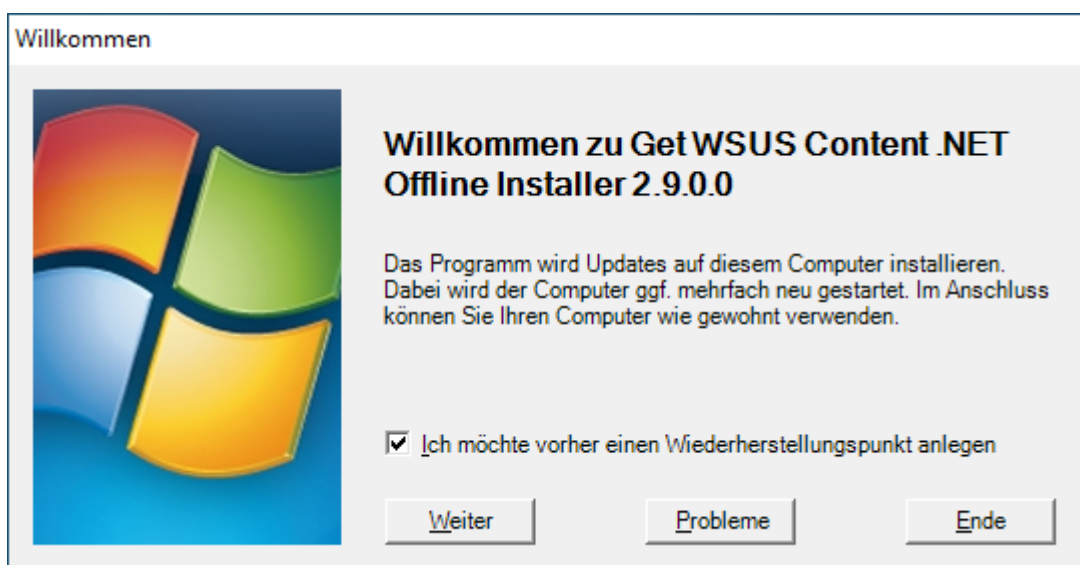 Willkommen
Willkommen zu Get WSUS Content .NET
Offline Installer 2.9.0.0
Das Programm wird Updates auf diesem Computer installieren.
Dabei wird der Computer ggf. mehrfach neu gestartet. Im Anschluss
können Sie Ihren Computer wie gewohnt verwenden.
Ich möchte vorher einen Wiederherstellungspunkt anlegen
Weiter
Probleme
Ende